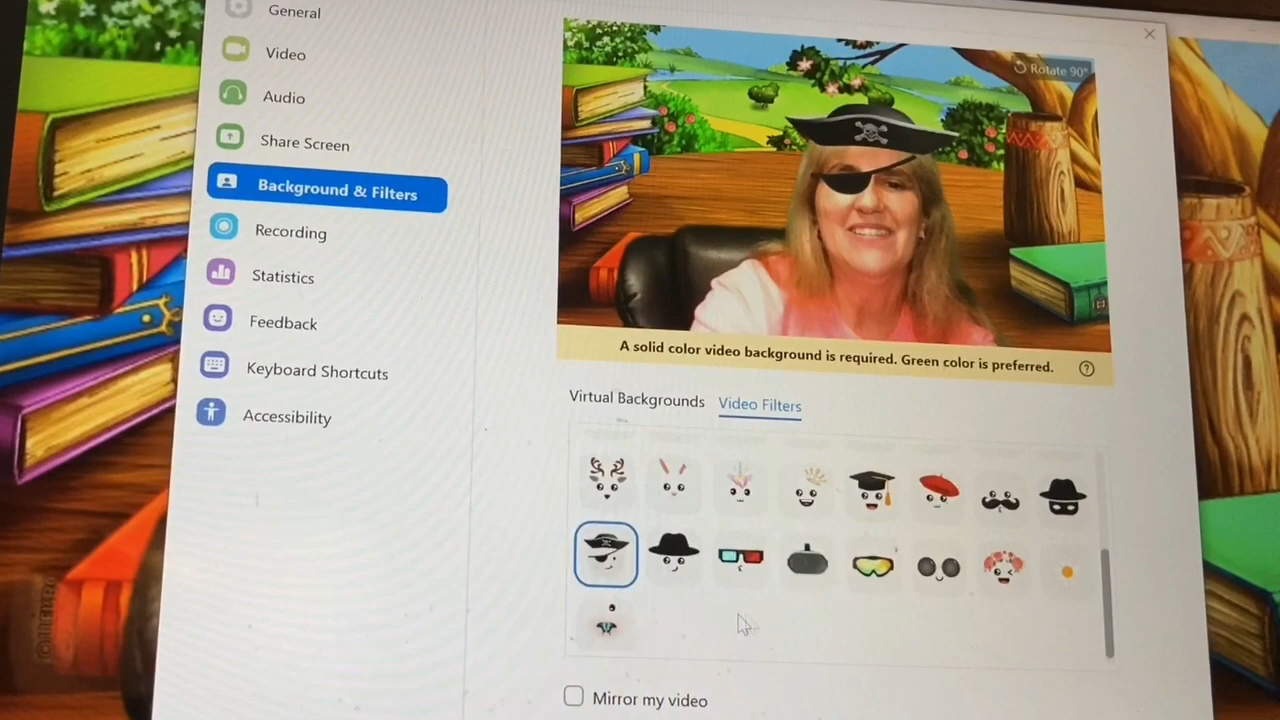 General
Video
Audio
Share Screen
Background & Filters
Recording
Statistics
Feedback
Keyboard Shortcuts
Accessibility
Rotate 90°
A solid color video background is required. Green color is preferred.
Virtual Backgrounds
Video Filters
Mirror my video